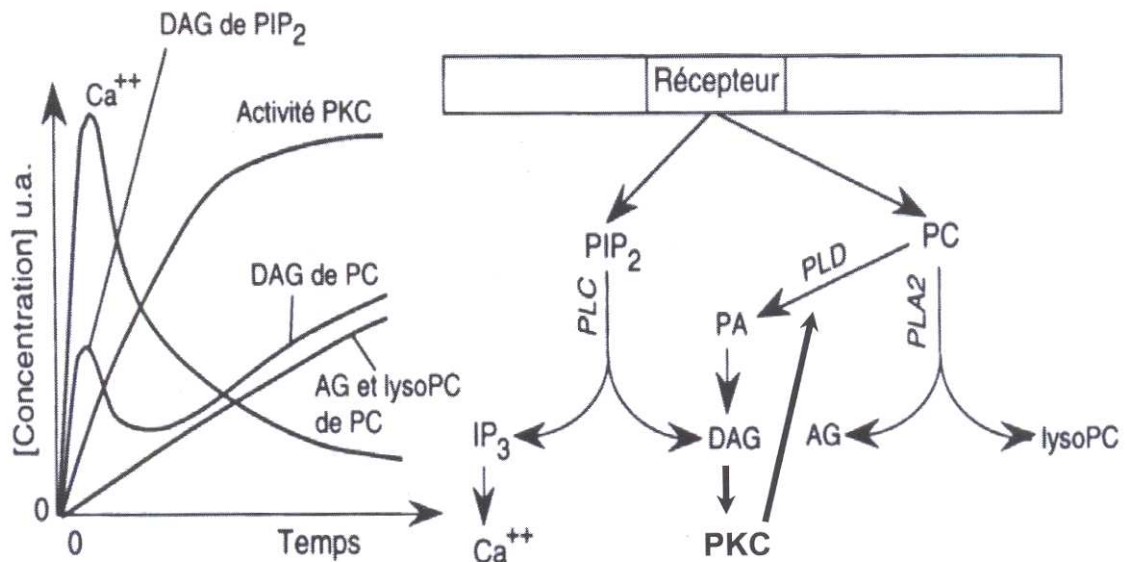 DAG de PIP₂
Ca⁺⁺
Activité PKC
DAG de PC
AG et lysoPC
de PC
[Concentration] u.a.
0
0
Temps
Récepteur
PIP₂
PC
PLD
PLC
PLA2
PA
IP₃
DAG
AG
lysoPC
Ca⁺⁺
PKC